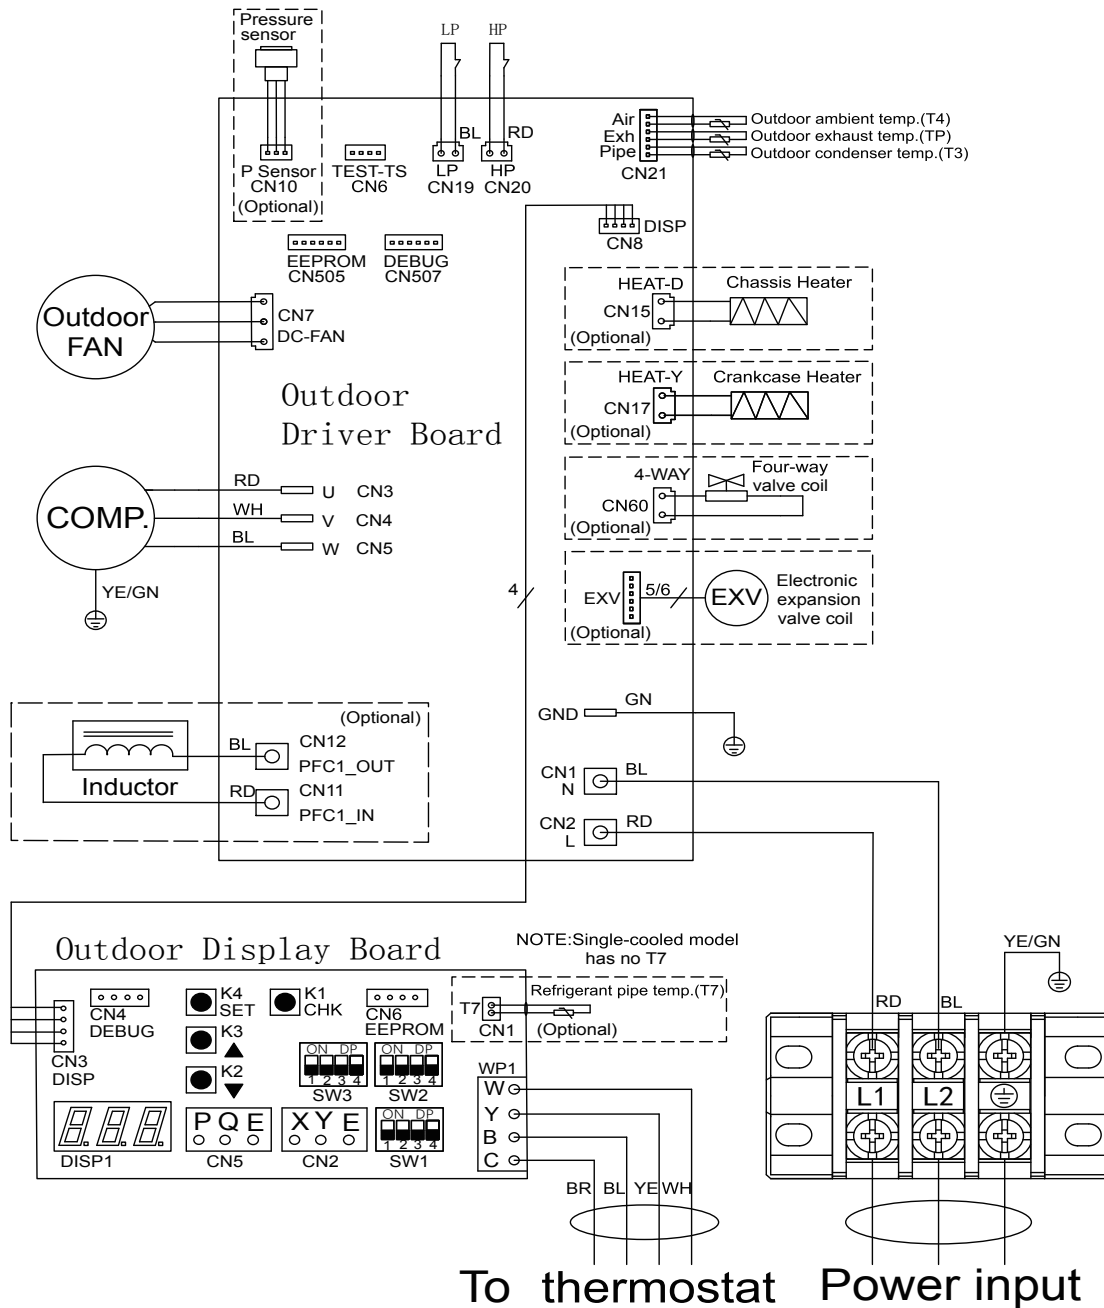 Pressure
sensor
LP
HP
BL
RD
P Sensor
CN10
(Optional)
TEST-TS
CN6
LP
CN19
HP
CN20
Air
Exh
Pipe
CN21
Outdoor ambient temp.(T4)
Outdoor exhaust temp.(TP)
Outdoor condenser temp.(T3)
DISP
CN8
EEPROM
CN505
DEBUG
CN507
Outdoor
FAN
CN7
DC-FAN
HEAT-D
CN15
(Optional)
Chassis Heater
Outdoor
Driver Board
HEAT-Y
CN17
(Optional)
Crankcase Heater
COMP.
RD
U CN3
WH
V CN4
BL
W CN5
YE/GN
4-WAY
CN60
(Optional)
Four-way
valve coil
4
EXV
(Optional)
5/6
EXV
Electronic
expansion
valve coil
(Optional)
Inductor
BL
CN12
PFC1_OUT
RD
CN11
PFC1_IN
GND
GN
CN1
N
BL
CN2
L
RD
Outdoor Display Board
NOTE:Single-cooled model
has no T7
CN3
DISP
CN4
DEBUG
K4
SET
K3
K2
K1
CHK
CN6
EEPROM
T7
CN1
Refrigerant pipe temp.(T7)
(Optional)
ON DP
1 2 3 4
SW3
ON DP
1 2 3 4
SW2
8.8.8.
DISP1
P Q E
CN5
X Y E
CN2
ON DP
1 2 3 4
SW1
WP1
W
Y
B
C
BR BL YE WH
To thermostat
RD
BL
YE/GN
L1
L2
Power input